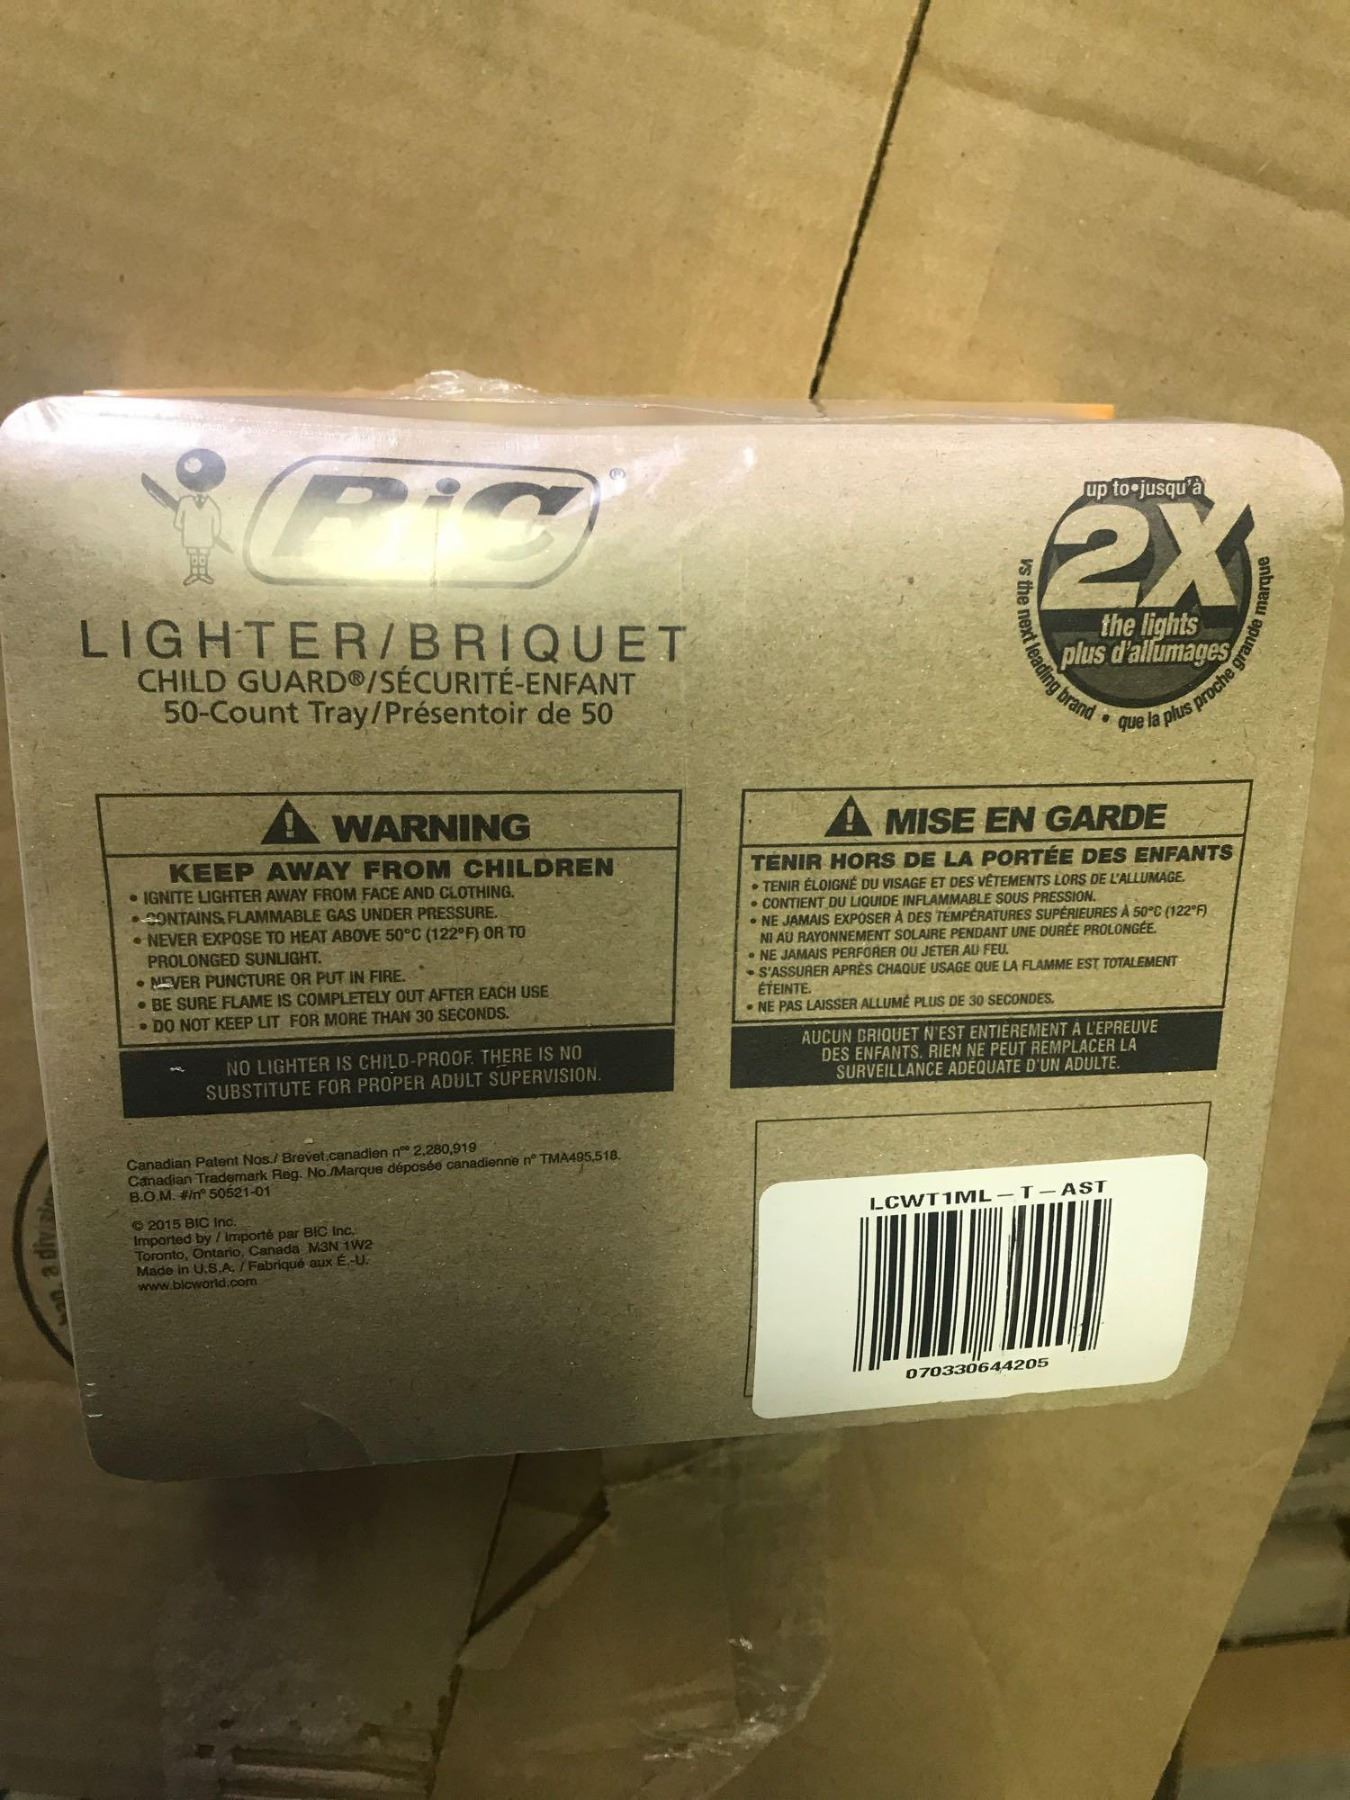 BiC®
LIGHTER/BRIQUET
CHILD GUARD®/SÉCURITÉ-ENFANT
50-Count Tray/Présentoir de 50
up to•jusqu'à
2X
the lights
plus d'allumages
vs the next leading brand • que la plus proche grande marque
WARNING
KEEP AWAY FROM CHILDREN
• IGNITE LIGHTER AWAY FROM FACE AND CLOTHING.
• CONTAINS FLAMMABLE GAS UNDER PRESSURE.
• NEVER EXPOSE TO HEAT ABOVE 50°C (122°F) OR TO
PROLONGED SUNLIGHT.
• NEVER PUNCTURE OR PUT IN FIRE.
• BE SURE FLAME IS COMPLETELY OUT AFTER EACH USE
• DO NOT KEEP LIT FOR MORE THAN 30 SECONDS.
NO LIGHTER IS CHILD-PROOF. THERE IS NO
SUBSTITUTE FOR PROPER ADULT SUPERVISION.
MISE EN GARDE
TENIR HORS DE LA PORTÉE DES ENFANTS
• TENIR ÉLOIGNÉ DU VISAGE ET DES VÊTEMENTS LORS DE L'ALLUMAGE.
• CONTIENT DU LIQUIDE INFLAMMABLE SOUS PRESSION.
• NE JAMAIS EXPOSER À DES TEMPÉRATURES SUPÉRIEURES À 50°C (122°F)
NI AU RAYONNEMENT SOLAIRE PENDANT UNE DURÉE PROLONGÉE.
• NE JAMAIS PERFORER OU JETER AU FEU.
• S'ASSURER APRÈS CHAQUE USAGE QUE LA FLAMME EST TOTALEMENT
ÉTEINTE.
• NE PAS LAISSER ALLUMÉ PLUS DE 30 SECONDES.
AUCUN BRIQUET N'EST ENTIÈREMENT À L'ÉPREUVE
DES ENFANTS. RIEN NE PEUT REMPLACER LA
SURVEILLANCE ADÉQUATE D'UN ADULTE.
Canadian Patent Nos./ Brevet canadien nos 2,280,919
Canadian Trademark Reg. No./Marque déposée canadienne n° TMA495,518.
B.O.M. #/n° 50521-01
© 2015 BIC Inc.
Imported by / Importé par BIC Inc.
Toronto, Ontario, Canada M3N 1W2
Made in U.S.A. / Fabriqué aux É.-U.
www.bicworld.com
LCWT1ML-T-AST
070330644205